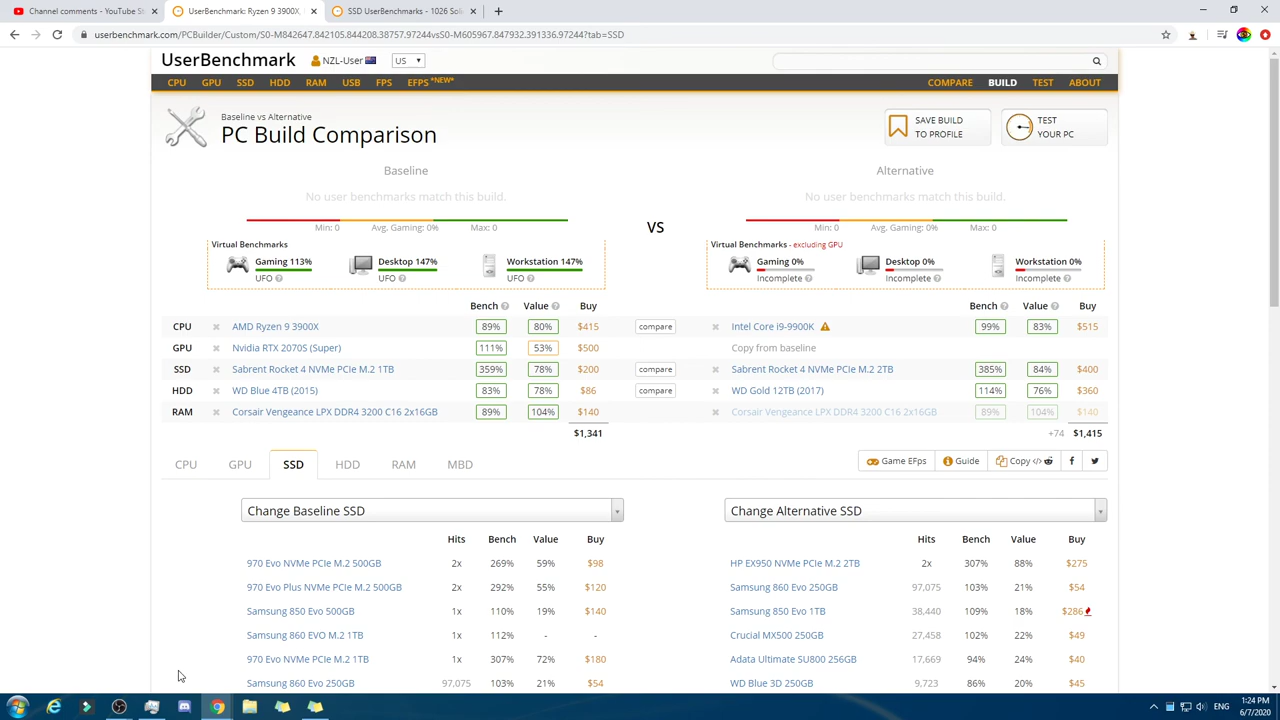 Channel comments - YouTube St
UserBenchmark: Ryzen 9 3900X,
SSD UserBenchmarks - 1026 Soli
userbenchmark.com/PCBuilder/Custom/S0-M842647.842105.844208.38757.97244vsS0-M605967.847932.391336.97244?tab=SSD
UserBenchmark NZL-User US
CPU GPU SSD HDD RAM USB FPS EFPS *NEW* COMPARE BUILD TEST ABOUT
Baseline vs Alternative
PC Build Comparison
SAVE BUILD
TO PROFILE
TEST
YOUR PC
Baseline Alternative
No user benchmarks match this build. No user benchmarks match this build.
VS
Min: 0 Avg. Gaming: 0% Max: 0 Min: 0 Avg. Gaming: 0% Max: 0
Virtual Benchmarks Virtual Benchmarks - excluding GPU
Gaming 113% Desktop 147% Workstation 147% Gaming 0% Desktop 0% Workstation 0%
UFO UFO UFO Incomplete Incomplete Incomplete
Bench Value Buy Bench Value Buy
CPU AMD Ryzen 9 3900X 89% 80% $415 compare Intel Core i9-9900K 99% 83% $515
GPU Nvidia RTX 2070S (Super) 111% 53% $500 Copy from baseline
SSD Sabrent Rocket 4 NVMe PCIe M.2 1TB 359% 78% $200 compare Sabrent Rocket 4 NVMe PCIe M.2 2TB 385% 84% $400
HDD WD Blue 4TB (2015) 83% 78% $86 compare WD Gold 12TB (2017) 114% 76% $360
RAM Corsair Vengeance LPX DDR4 3200 C16 2x16GB 89% 104% $140 Corsair Vengeance LPX DDR4 3200 C16 2x16GB 89% 104% $140
$1,341 +74 $1,415
CPU GPU SSD HDD RAM MBD Game EFps Guide Copy </>
Change Baseline SSD Change Alternative SSD
Hits Bench Value Buy Hits Bench Value Buy
970 Evo NVMe PCIe M.2 500GB 2x 269% 59% $98 HP EX950 NVMe PCIe M.2 2TB 2x 307% 88% $275
970 Evo Plus NVMe PCIe M.2 500GB 2x 292% 55% $120 Samsung 860 Evo 250GB 97,075 103% 21% $54
Samsung 850 Evo 500GB 1x 110% 19% $140 Samsung 850 Evo 1TB 38,440 109% 18% $286
Samsung 860 EVO M.2 1TB 1x 112% - - Crucial MX500 250GB 27,458 102% 22% $49
970 Evo NVMe PCIe M.2 1TB 1x 307% 72% $180 Adata Ultimate SU800 256GB 17,669 94% 24% $40
Samsung 860 Evo 250GB 97,075 103% 21% $54 WD Blue 3D 250GB 9,723 86% 20% $45
ENG 1:24 PM
6/7/2020